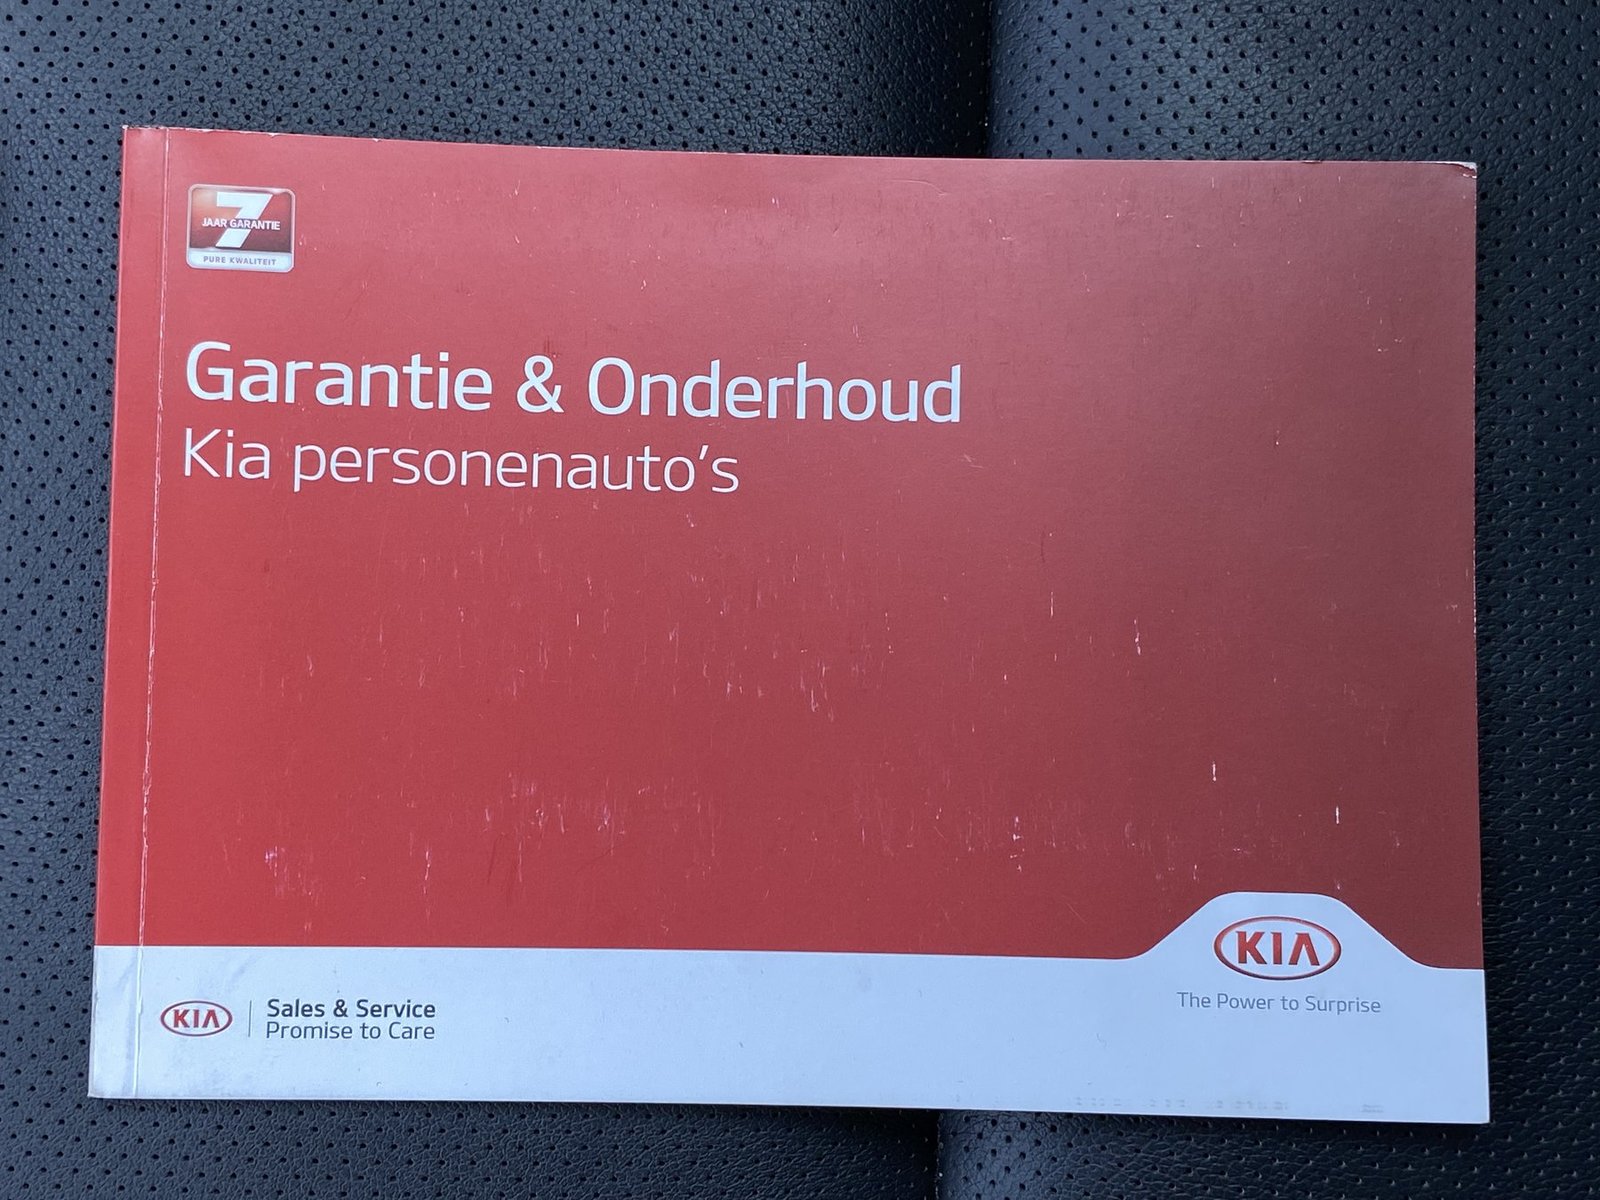 7
JAAR GARANTIE
PURE KWALITEIT
Garantie & Onderhoud
Kia personenauto's
KIA
The Power to Surprise
KIA
Sales & Service
Promise to Care